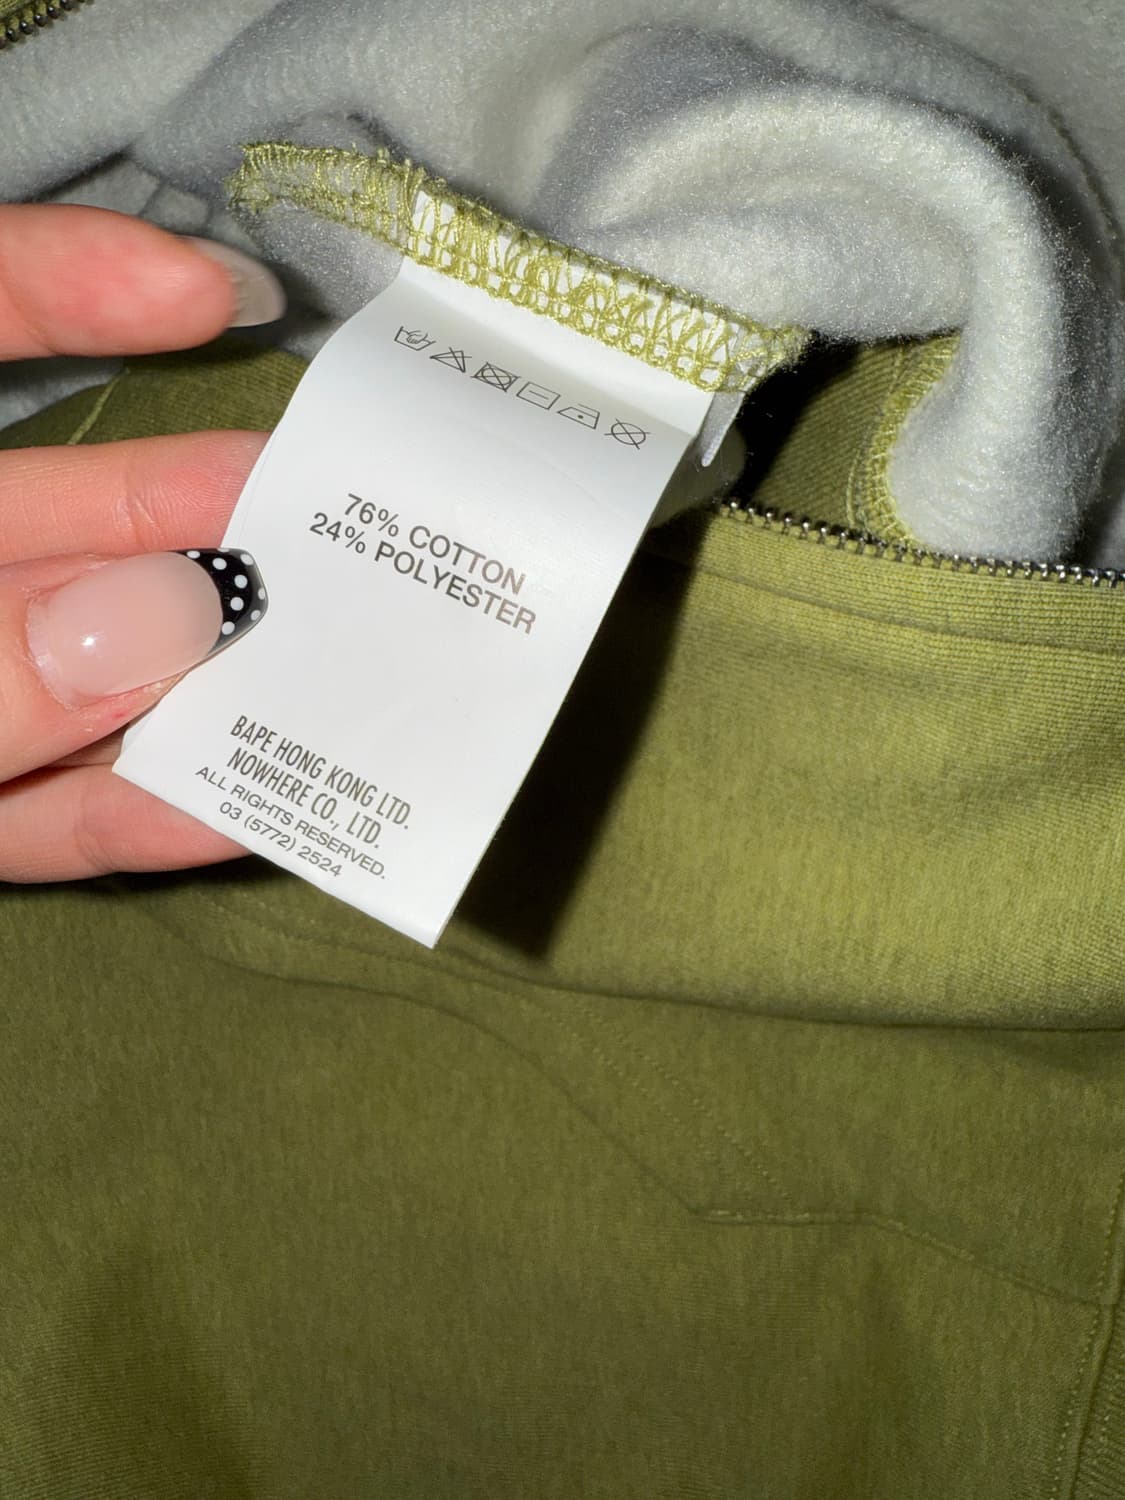 76% COTTON
24% POLYESTER
BAPE HONG KONG LTD.
NOWHERE CO., LTD.
ALL RIGHTS RESERVED.
03 (5772) 2524